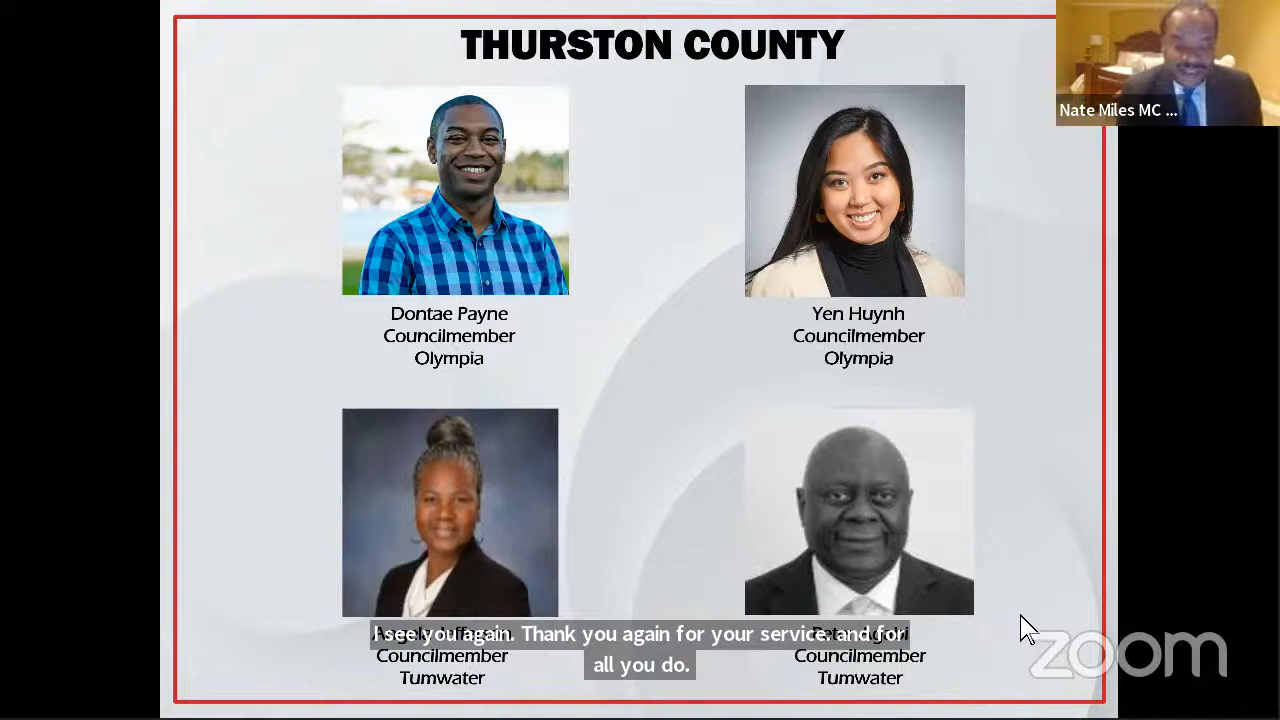 THURSTON COUNTY
Nate Miles MC ...
Dontae Payne
Councilmember
Olympia
Yen Huynh
Councilmember
Olympia
I see you again. Thank you again for your service. and for
all you do.
Councilmember
Tumwater
Councilmember
Tumwater
zoom